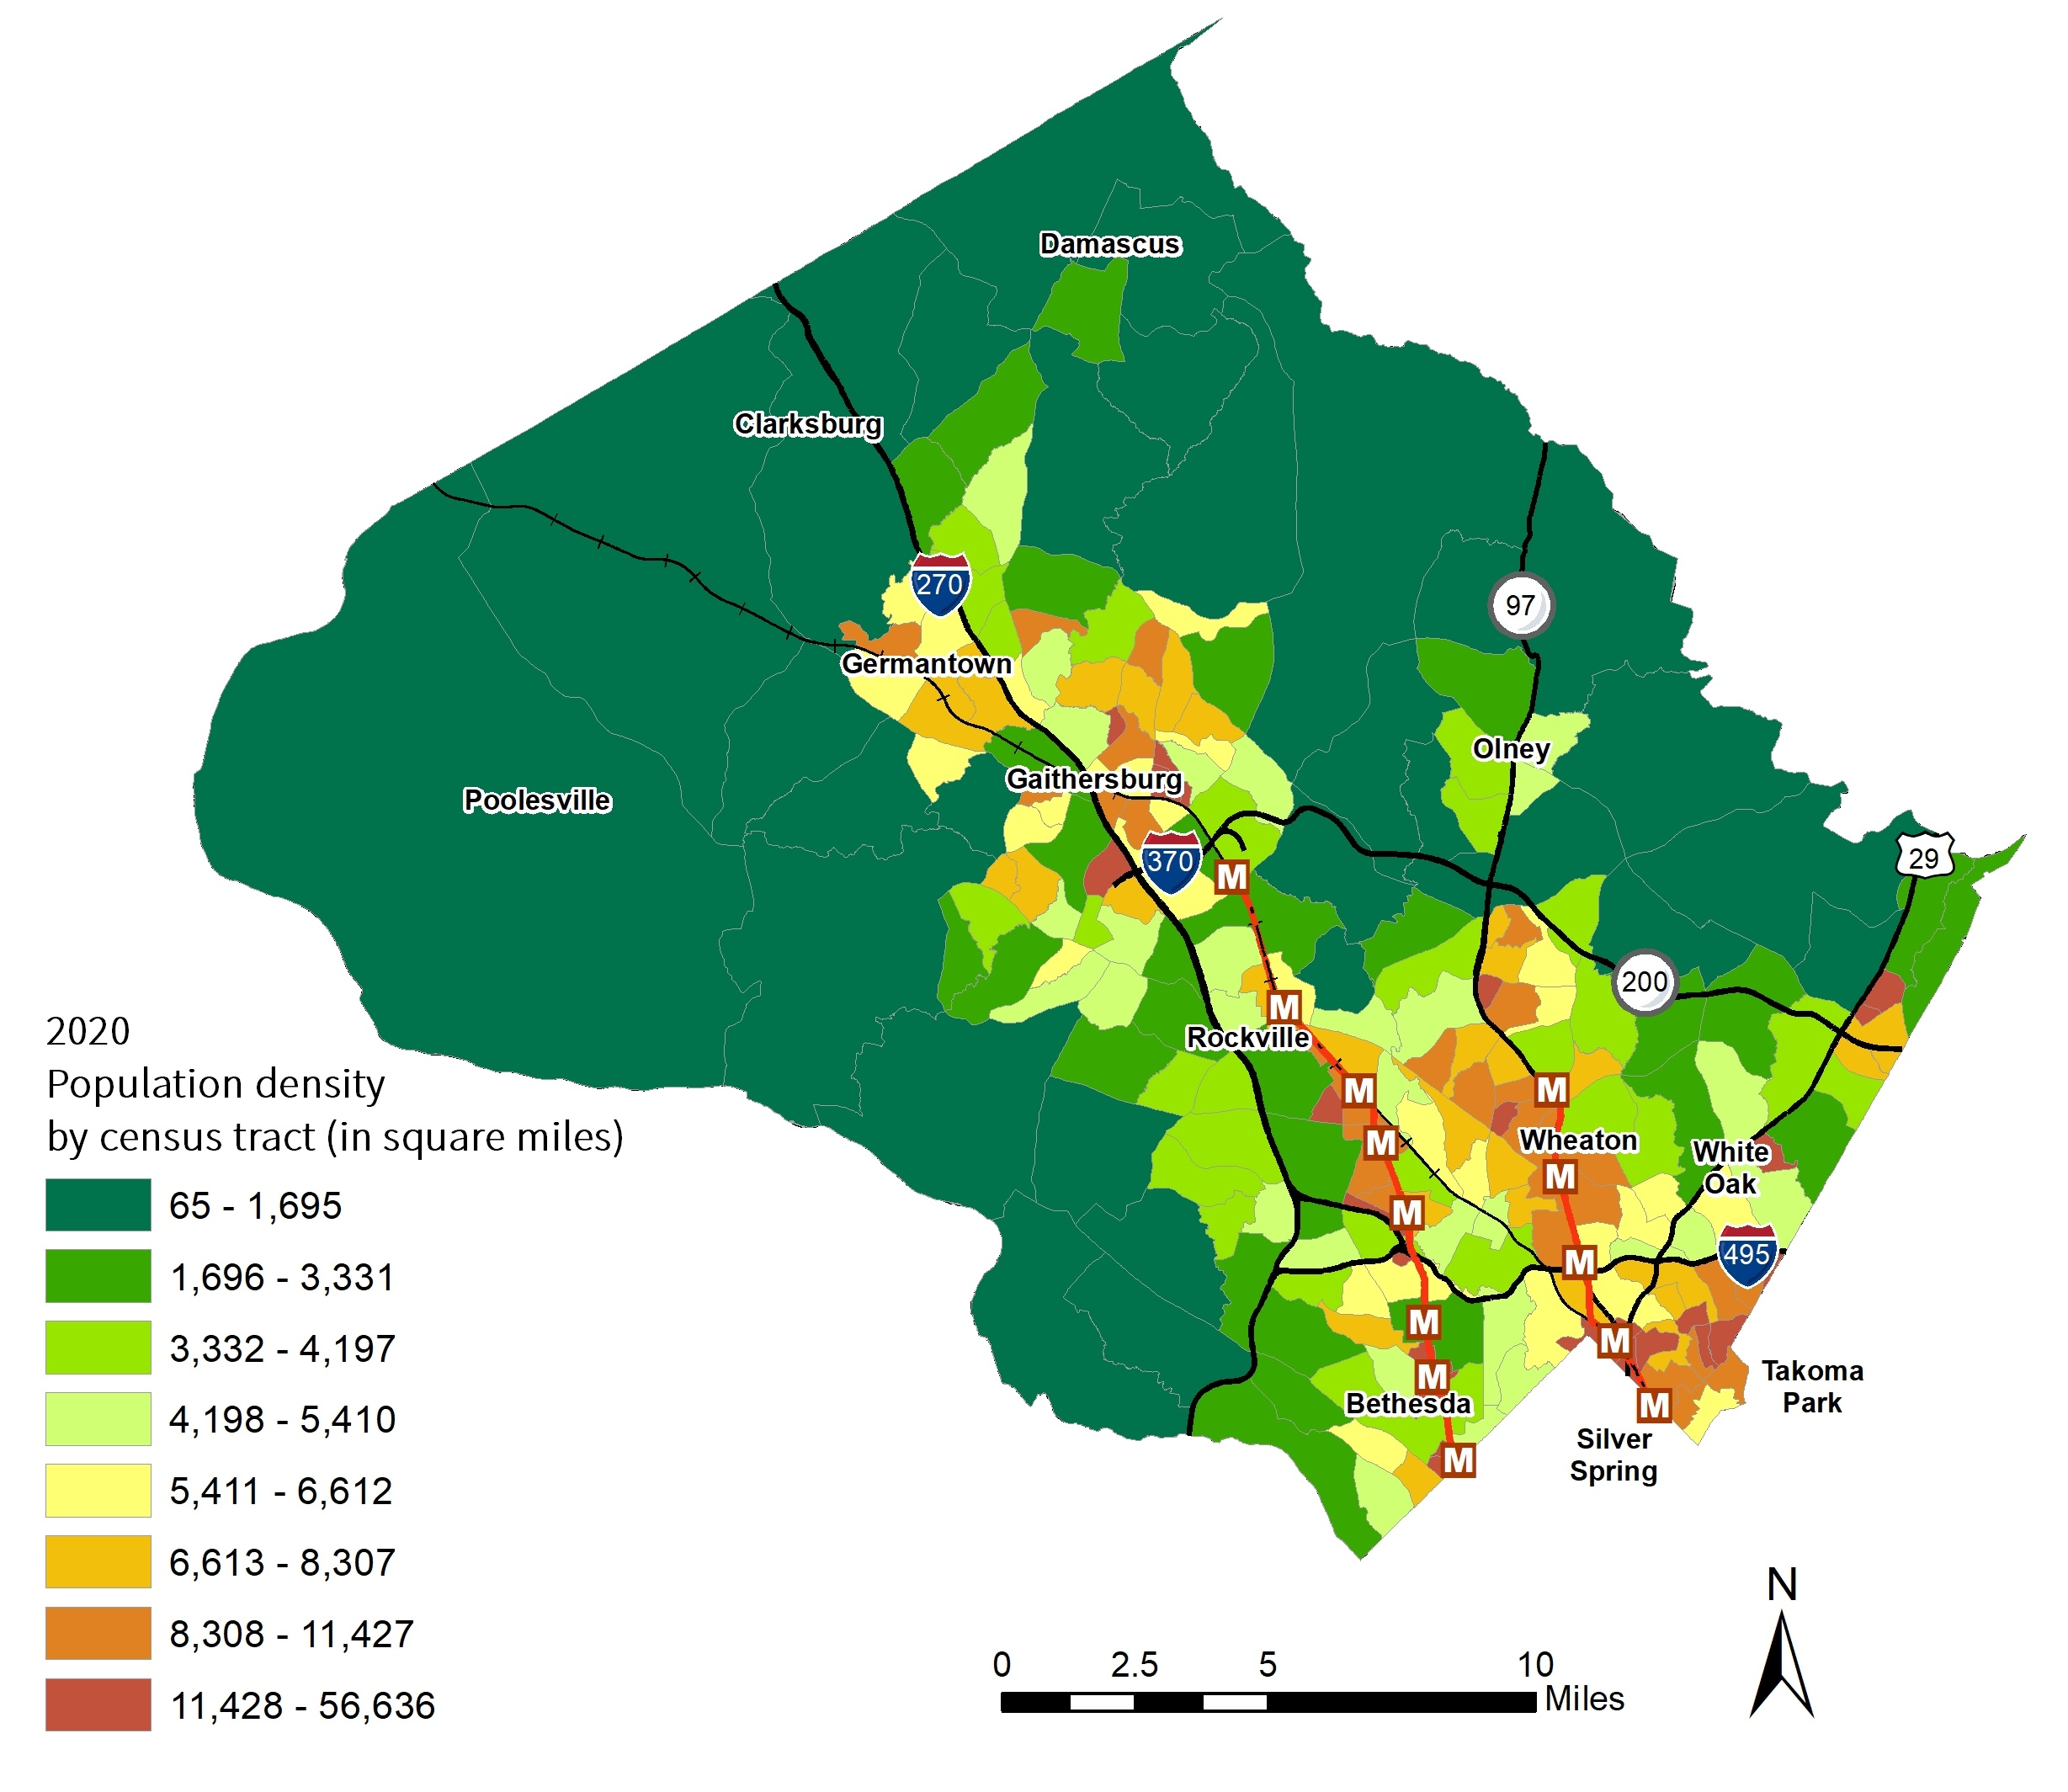 Damascus
Clarksburg
270
97
Germantown
Olney
Gaithersburg
Poolesville
370
29
M
200
M
Rockville
2020
Population density
by census tract (in square miles)
M
M
M
Wheaton
White
Oak
M
M
65 - 1,695
1,696 - 3,331
3,332 - 4,197
4,198 - 5,410
5,411 - 6,612
6,613 - 8,307
8,308 - 11,427
11,428 - 56,636
M
495
M
M
M
M
Bethesda
Takoma
Park
M
Silver
Spring
M
N
0 2.5 5 10
Miles